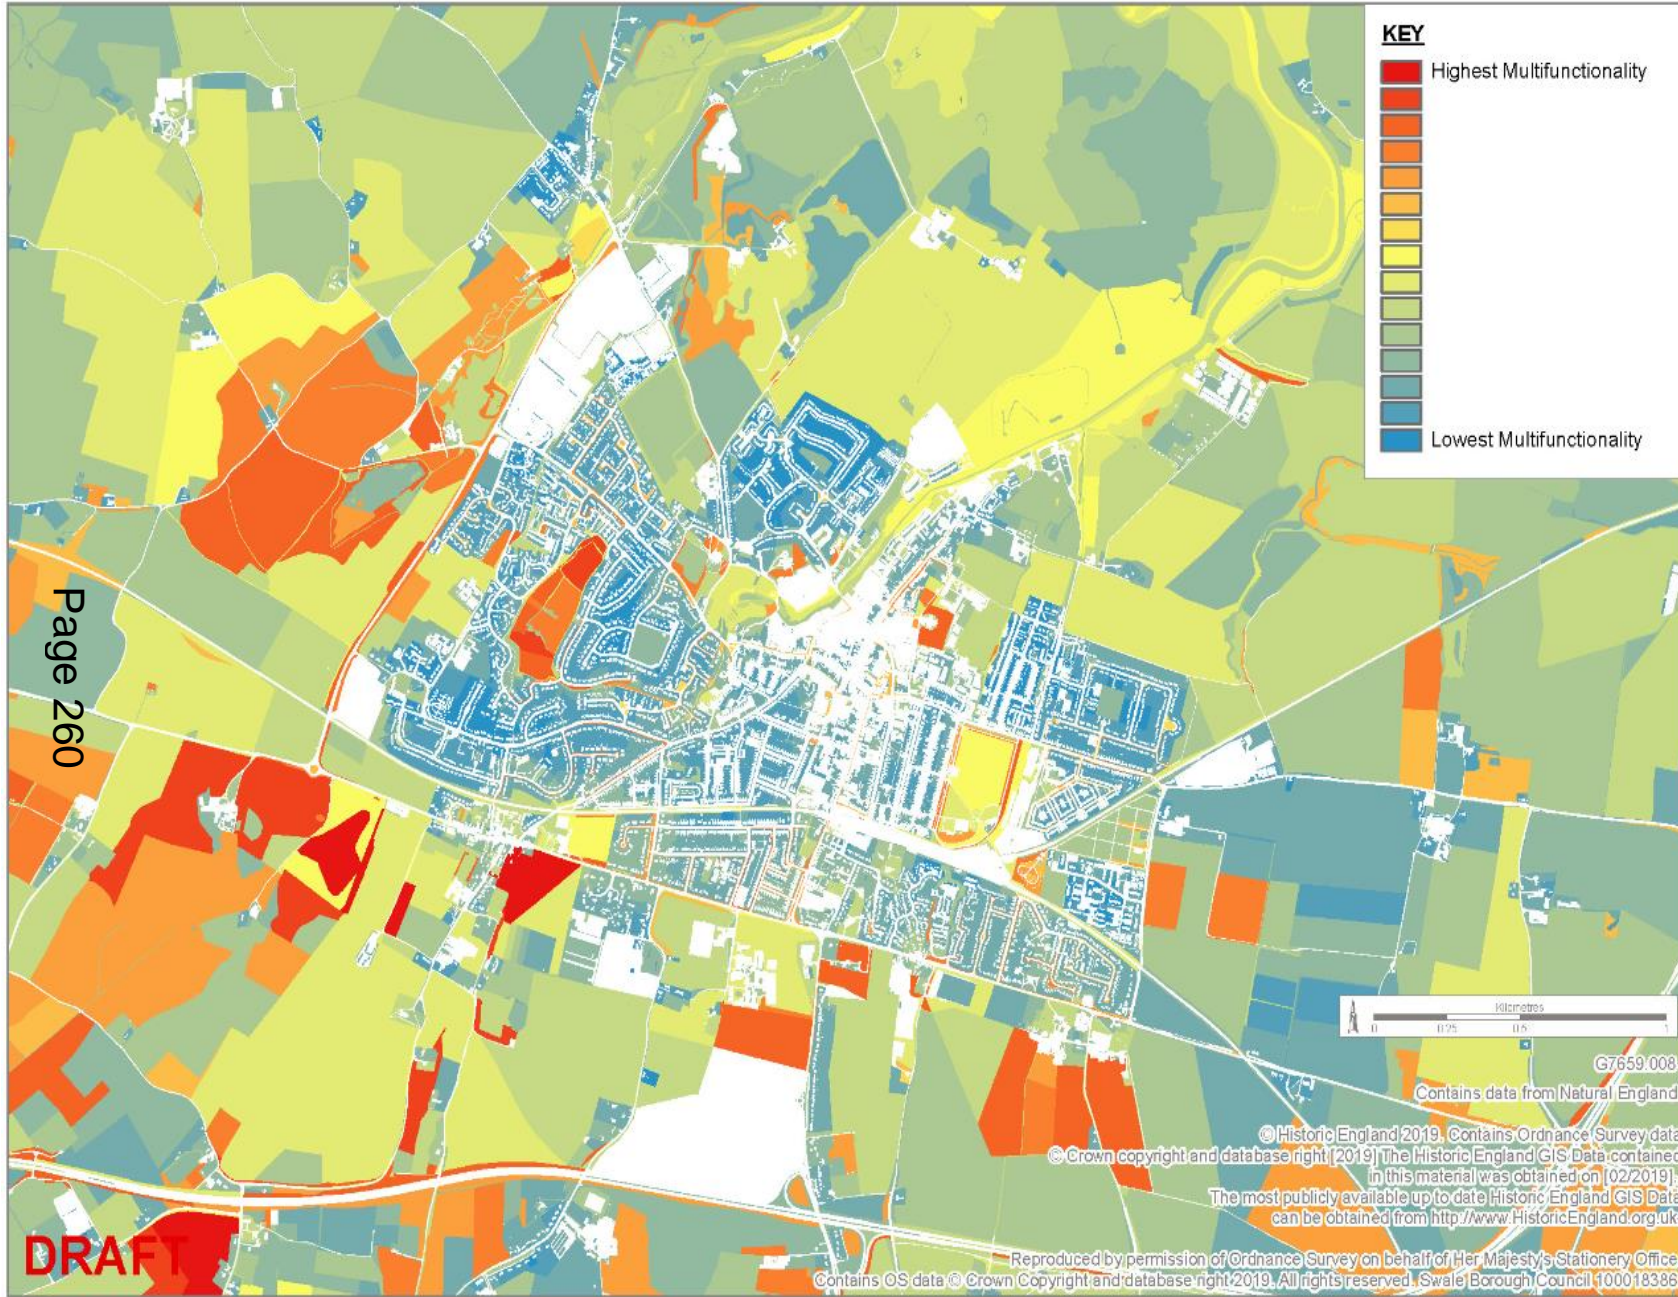 KEY
Highest Multifunctionality
Lowest Multifunctionality
Page 260
Kilometres
0 0.25 0.5 1
G7659.008
Contains data from Natural England
© Historic England 2019. Contains Ordnance Survey data
© Crown copyright and database right [2019] The Historic England GIS Data contained
in this material was obtained on [02/2019].
The most publicly available up to date Historic England GIS Data
can be obtained from http://www.HistoricEngland.org.uk
DRAFT
Reproduced by permission of Ordnance Survey on behalf of Her Majesty's Stationery Office
Contains OS data © Crown Copyright and database right 2019. All rights reserved. Swale Borough Council 100018386